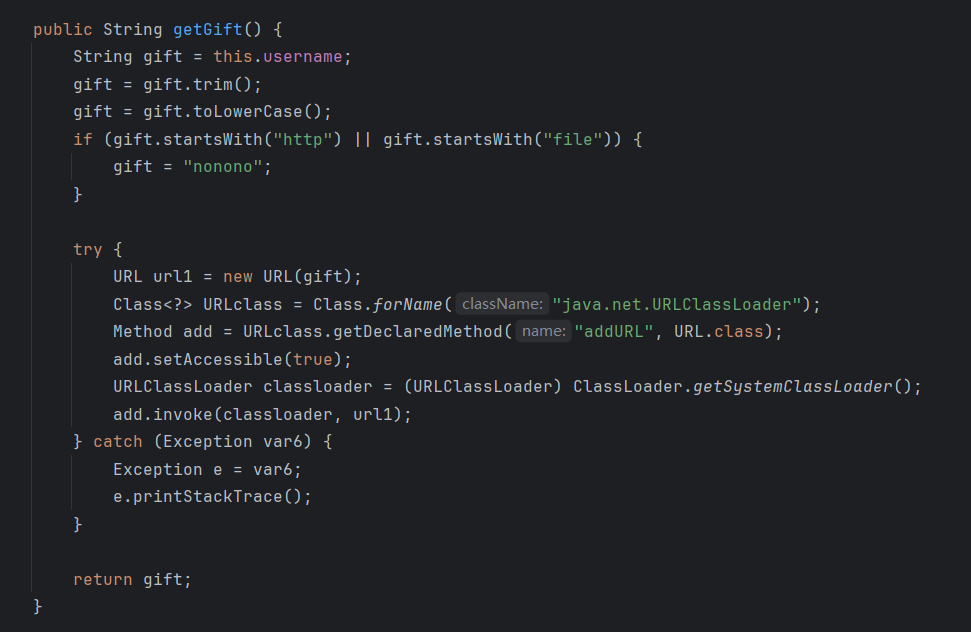 public String getGift() {
    String gift = this.username;
    gift = gift.trim();
    gift = gift.toLowerCase();
    if (gift.startsWith("http") || gift.startsWith("file")) {
        gift = "nonono";
    }

    try {
        URL url1 = new URL(gift);
        Class<?> URLclass = Class.forName( className: "java.net.URLClassLoader");
        Method add = URLclass.getDeclaredMethod( name: "addURL", URL.class);
        add.setAccessible(true);
        URLClassLoader classloader = (URLClassLoader) ClassLoader.getSystemClassLoader();
        add.invoke(classloader, url1);
    } catch (Exception var6) {
        Exception e = var6;
        e.printStackTrace();
    }

    return gift;
}